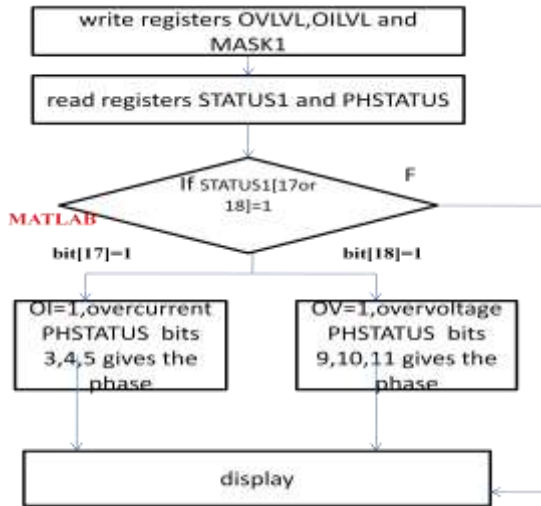 write registers OVLVL,OILVL and
MASK1
read registers STATUS1 and PHSTATUS
If STATUS1[17or
18]=1
F
MATLAB
bit[17]=1
bit[18]=1
OI=1,overcurrent
PHSTATUS bits
3,4,5 gives the
phase
OV=1,overvoltage
PHSTATUS bits
9,10,11 gives the
phase
display